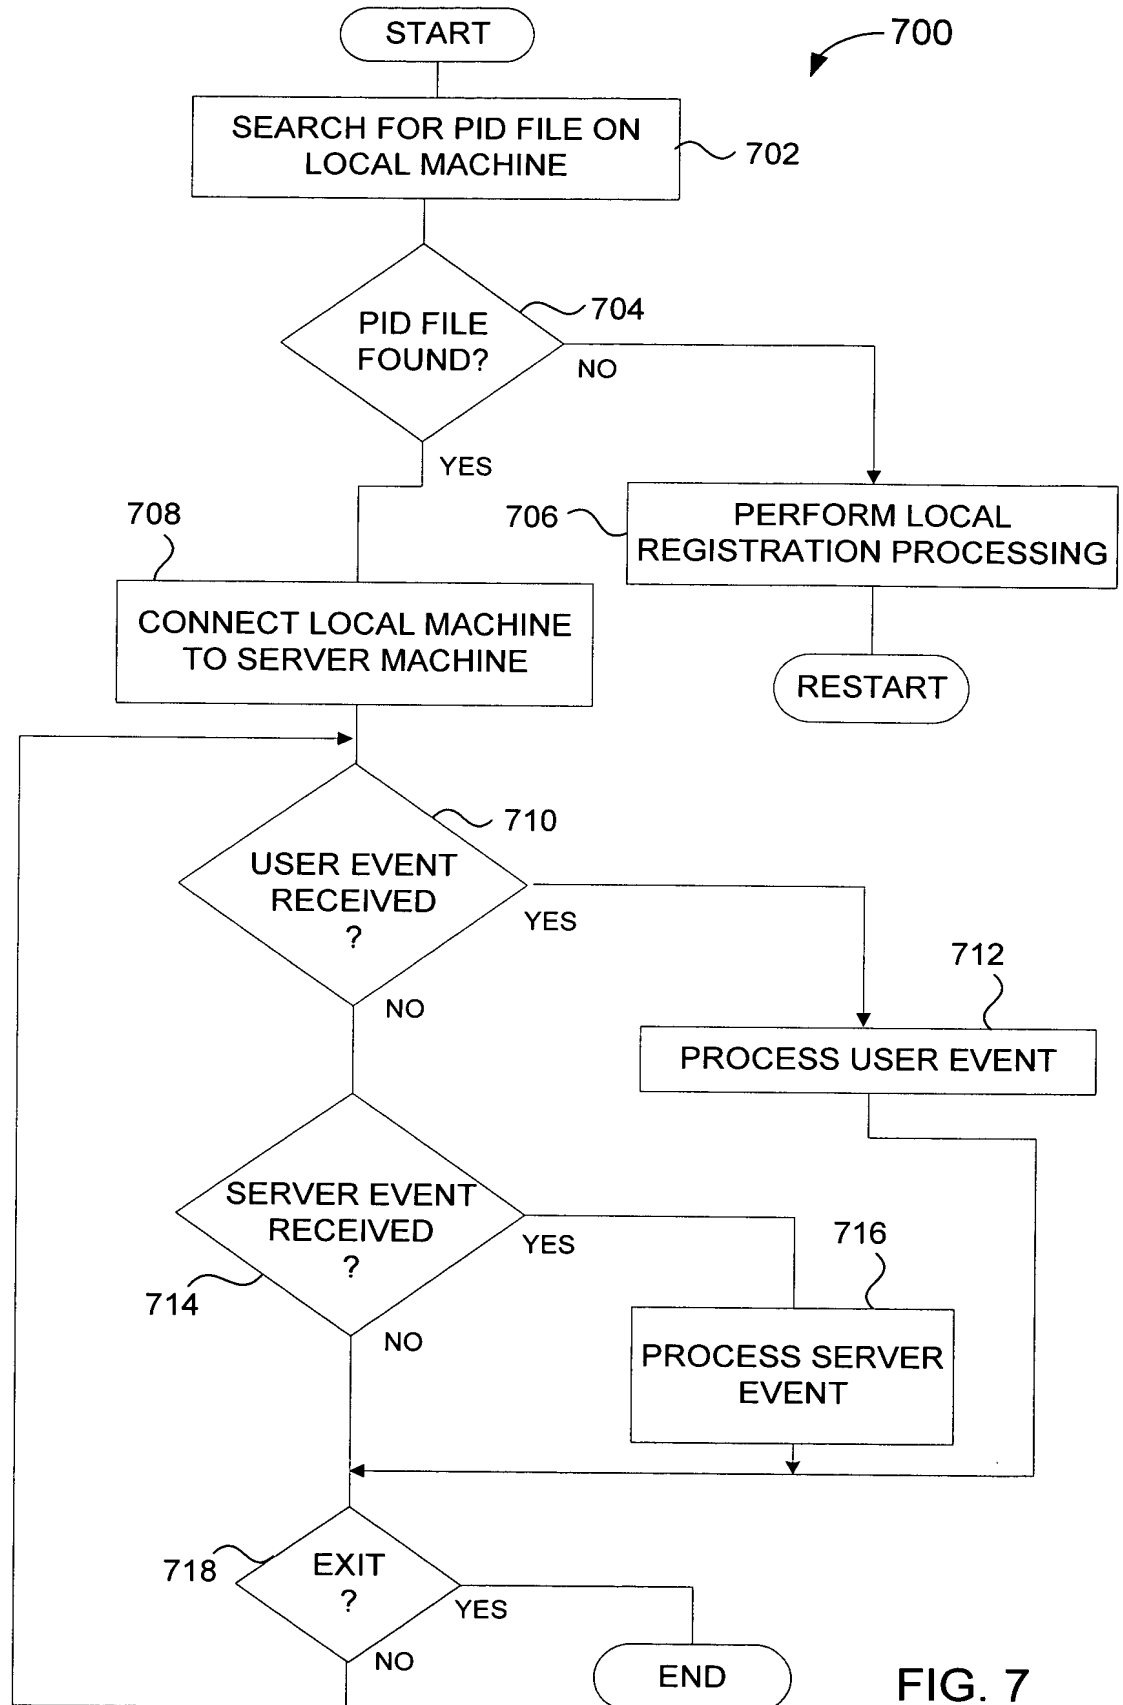 START
700
SEARCH FOR PID FILE ON
LOCAL MACHINE
702
704
PID FILE
FOUND?
NO
YES
708
706
PERFORM LOCAL
REGISTRATION PROCESSING
CONNECT LOCAL MACHINE
TO SERVER MACHINE
RESTART
710
USER EVENT
RECEIVED
?
YES
NO
712
PROCESS USER EVENT
SERVER EVENT
RECEIVED
?
YES
714
NO
716
PROCESS SERVER
EVENT
718
EXIT
?
YES
NO
END
FIG. 7